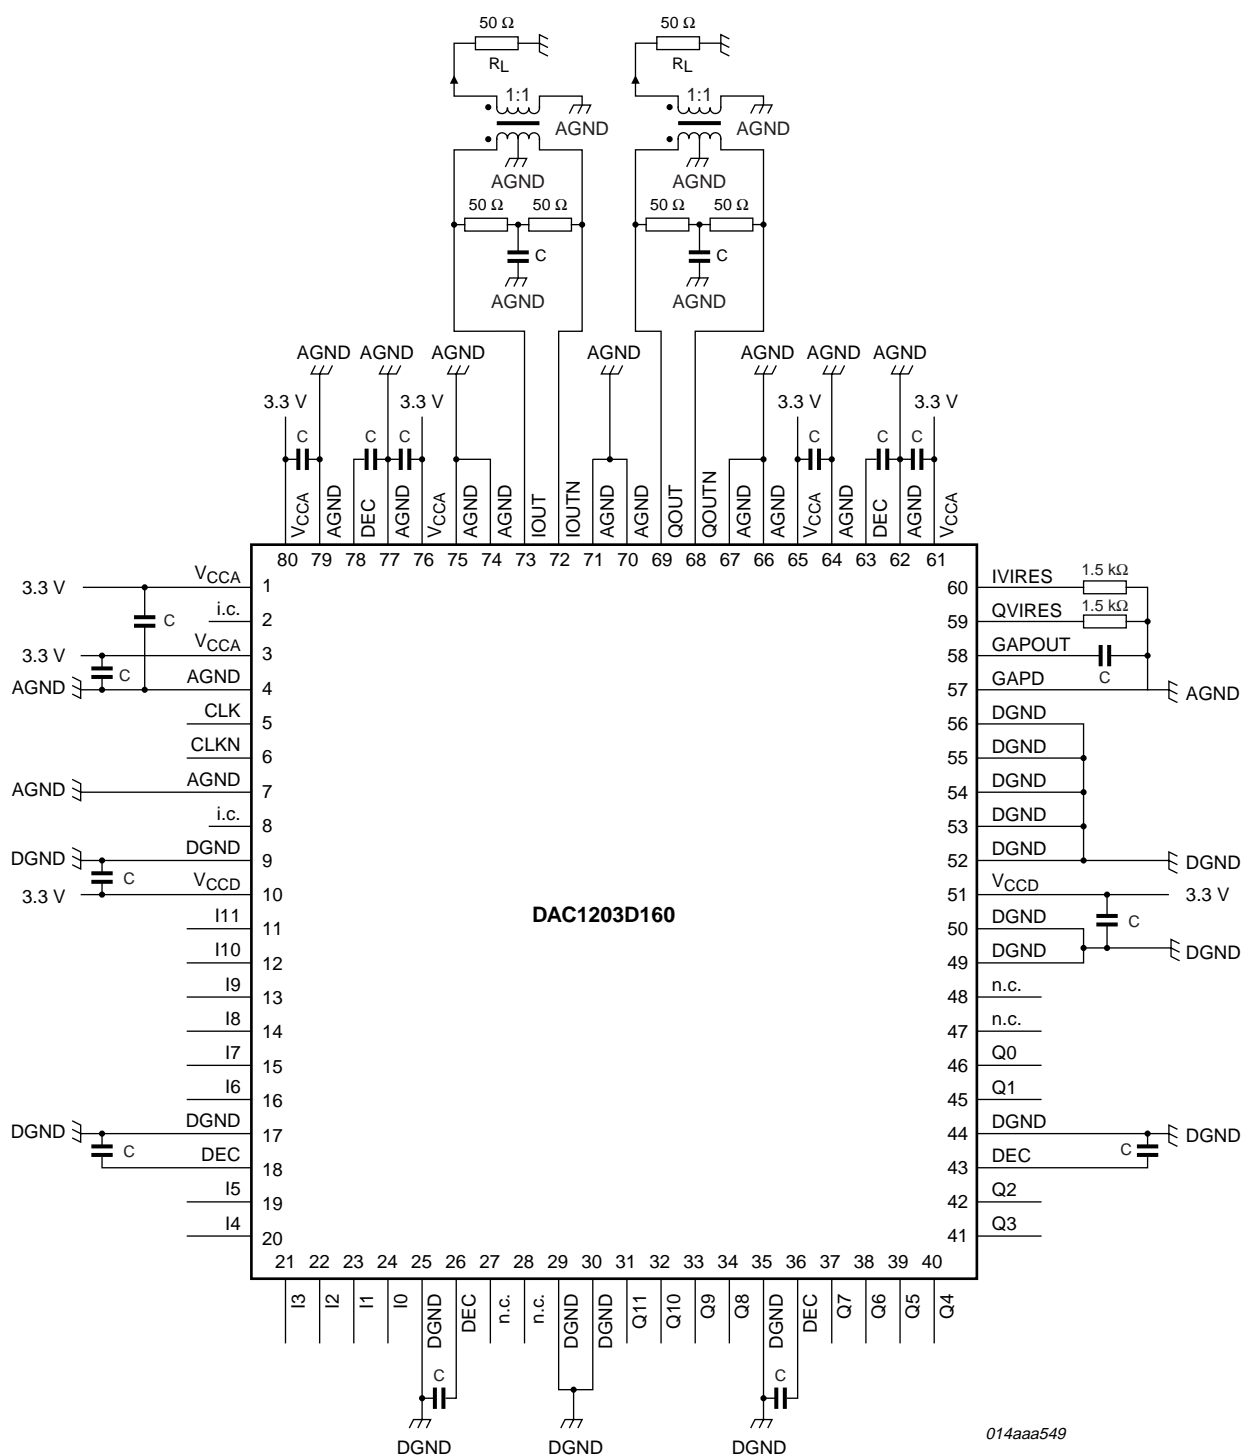 50 Ω 50 Ω
RL RL
1:1 1:1
AGND AGND
AGND AGND
50 Ω 50 Ω 50 Ω 50 Ω
C C
AGND AGND
AGND AGND AGND AGND AGND AGND AGND
3.3 V 3.3 V 3.3 V 3.3 V
C C C C C C
VCCA AGND DEC AGND VCCA AGND AGND IOUT IOUTN AGND AGND QOUT QOUTN AGND AGND VCCA AGND DEC AGND VCCA
80 79 78 77 76 75 74 73 72 71 70 69 68 67 66 65 64 63 62 61
3.3 V VCCA 1
C
i.c. 2
3.3 V VCCA 3
C
AGND AGND 4
CLK 5
CLKN 6
AGND AGND 7
i.c. 8
DGND DGND 9
C
3.3 V VCCD 10
I11 11
I10 12
I9 13
I8 14
I7 15
I6 16
DGND DGND 17
C
DEC 18
I5 19
I4 20
DAC1203D160
60 IVIRES 1.5 kΩ
59 QVIRES 1.5 kΩ
58 GAPOUT
C
57 GAPD AGND
56 DGND
55 DGND
54 DGND
53 DGND
52 DGND DGND
51 VCCD 3.3 V
C
50 DGND
49 DGND DGND
48 n.c.
47 n.c.
46 Q0
45 Q1
44 DGND DGND
C
43 DEC
42 Q2
41 Q3
21 22 23 24 25 26 27 28 29 30 31 32 33 34 35 36 37 38 39 40
I3 I2 I1 I0 DGND DEC n.c. n.c. DGND DGND Q11 Q10 Q9 Q8 DGND DEC Q7 Q6 Q5 Q4
C C
DGND DGND DGND
014aaa549